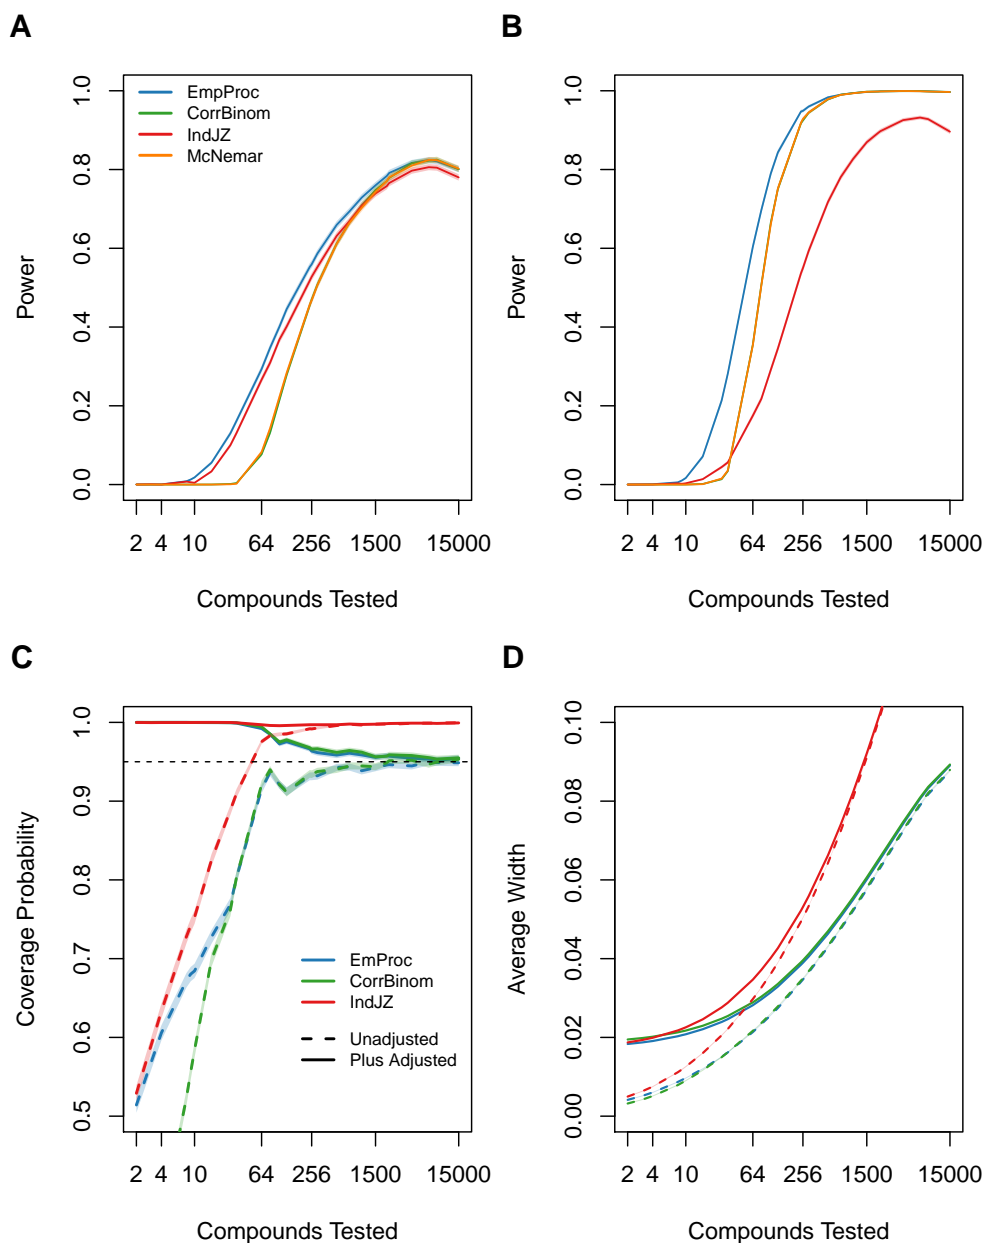 A
B
Power
1.0
0.8
0.6
0.4
0.2
0.0
EmpProc
CorrBinom
IndJZ
McNemar
2 4 10 64 256 1500 15000
Compounds Tested
Power
1.0
0.8
0.6
0.4
0.2
0.0
2 4 10 64 256 1500 15000
Compounds Tested
C
D
Coverage Probability
1.0
0.9
0.8
0.7
0.6
0.5
EmProc
CorrBinom
IndJZ
Unadjusted
Plus Adjusted
2 4 10 64 256 1500 15000
Compounds Tested
Average Width
0.10
0.08
0.06
0.04
0.02
0.00
2 4 10 64 256 1500 15000
Compounds Tested